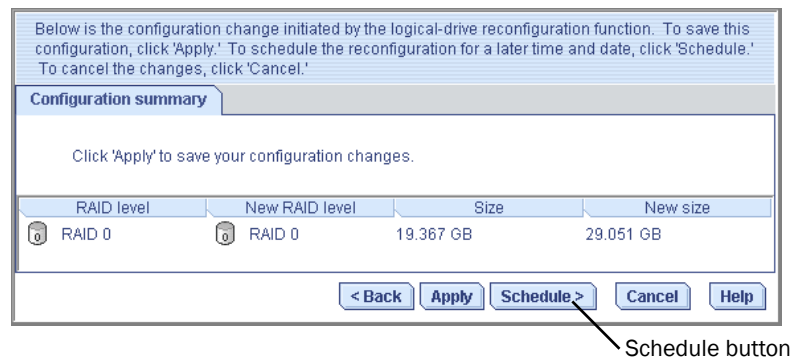 Below is the configuration change initiated by the logical-drive reconfiguration function. To save this
configuration, click 'Apply.' To schedule the reconfiguration for a later time and date, click 'Schedule.'
To cancel the changes, click 'Cancel.'
Configuration summary
Click 'Apply' to save your configuration changes.
RAID level New RAID level Size New size
0 RAID 0 0 RAID 0 19.367 GB 29.051 GB
< Back Apply Schedule > Cancel Help
Schedule button